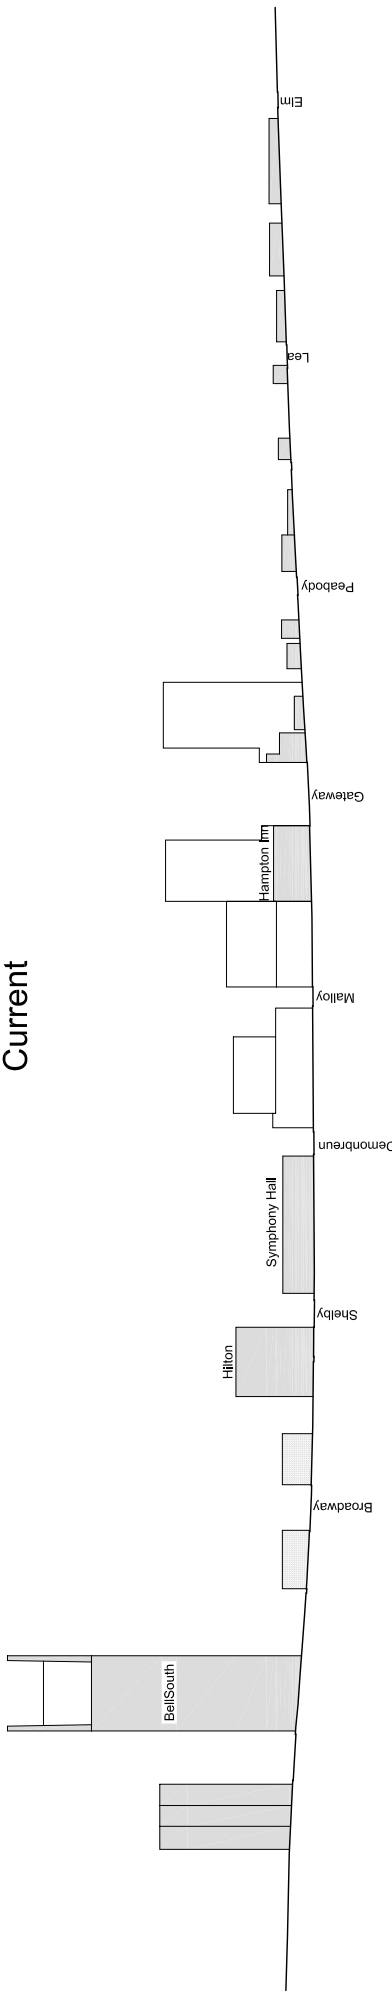 Current
Elm
Lea
Peabody
Gateway
Hampton Inn
Malloy
Demonbreun
Symphony Hall
Shelby
Hilton
Broadway
BellSouth